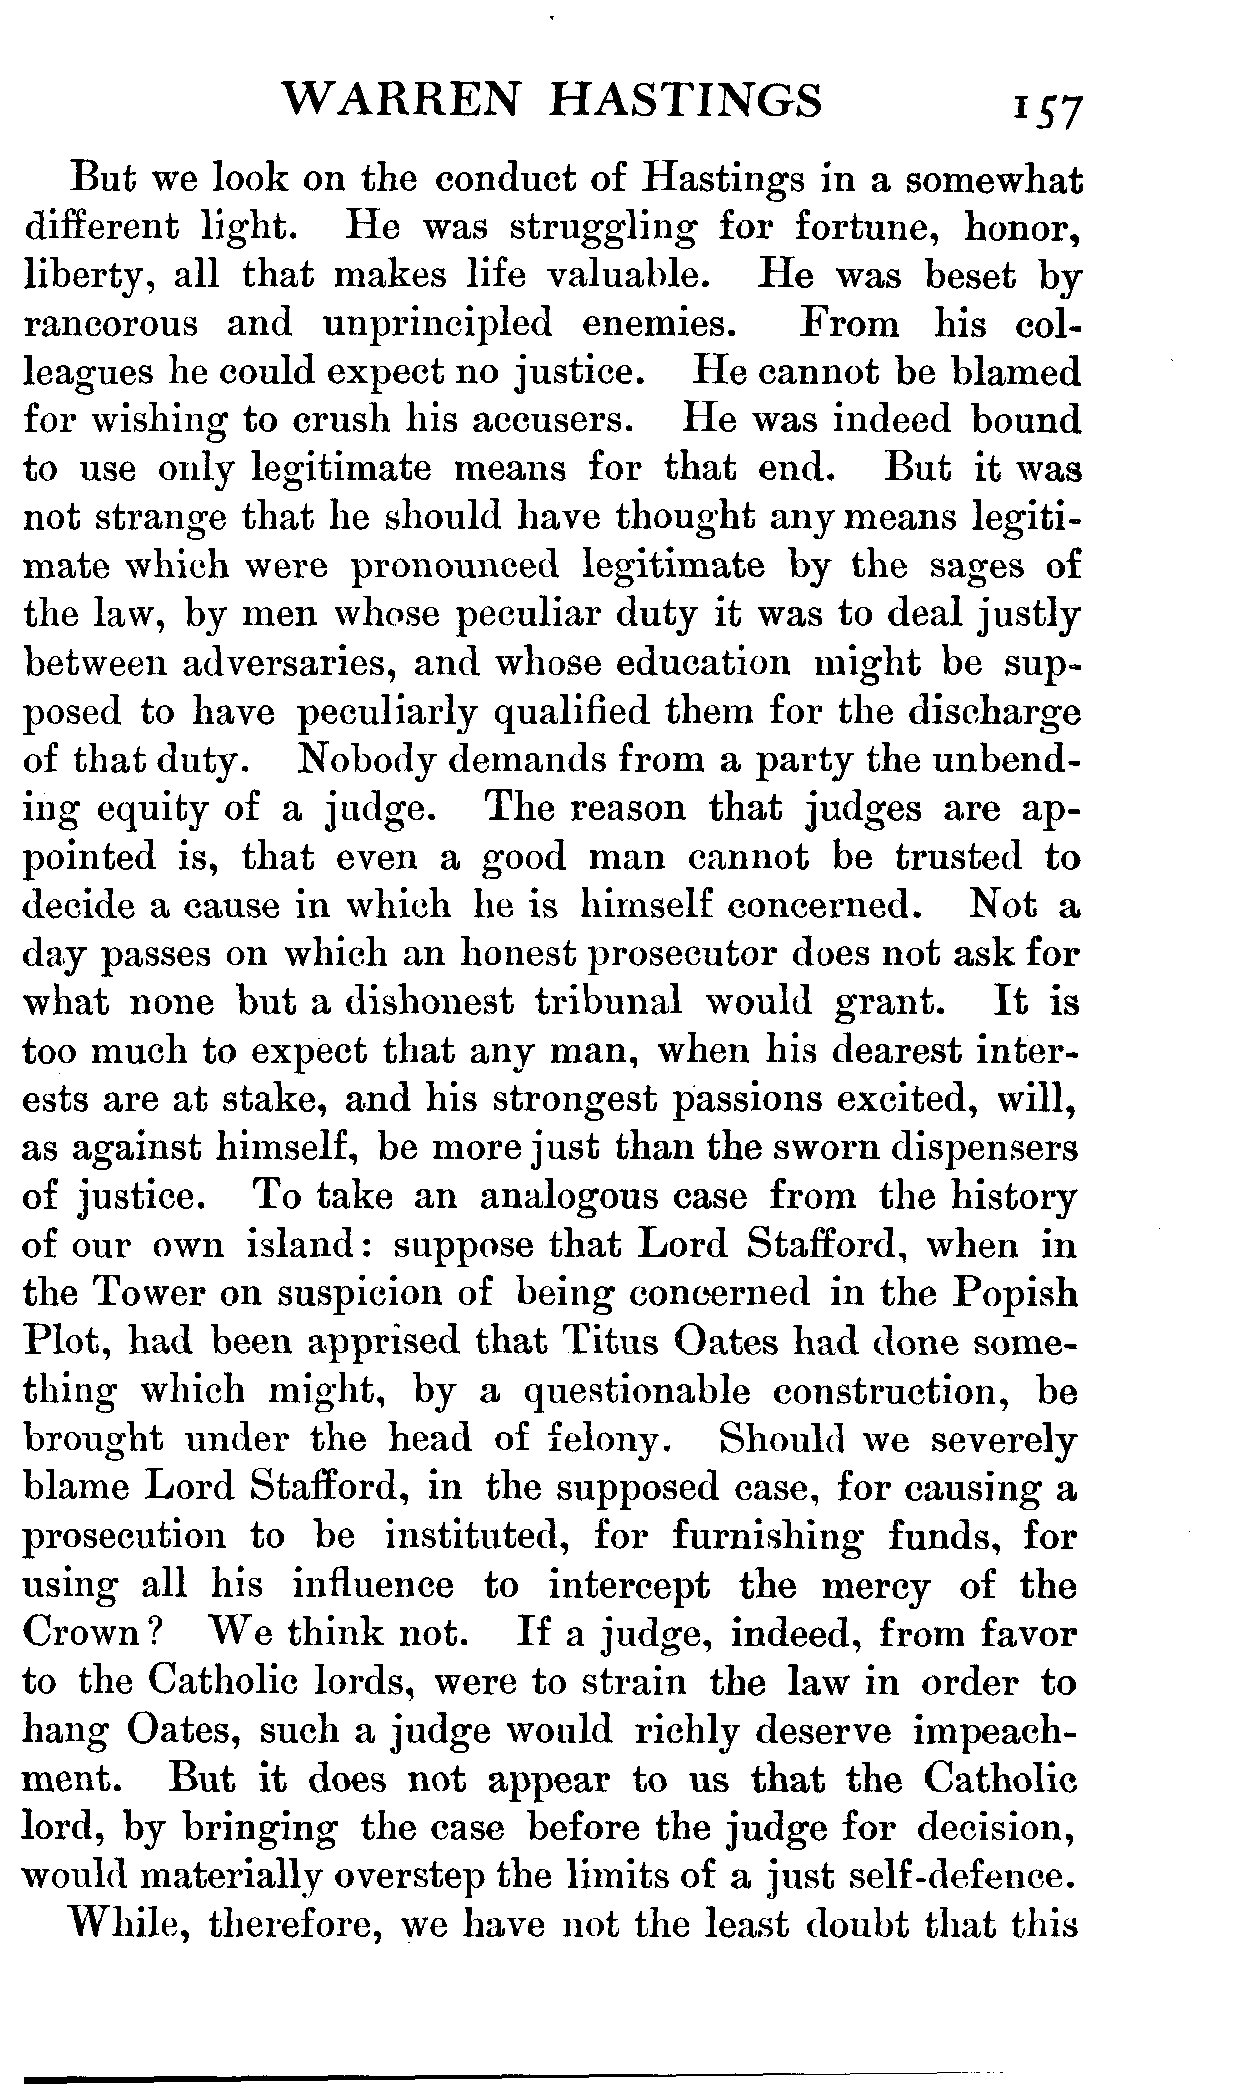 WARREN HASTINGS 157
But we look on the conduct of Hastings in a somewhat
different light. He was struggling for fortune, honor,
liberty, all that makes life valuable. He was beset by
rancorous and unprincipled enemies. From his col-
leagues he could expect no justice. He cannot be blamed
for wishing to crush his accusers. He was indeed bound
to use only legitimate means for that end. But it was
not strange that he should have thought any means legiti-
mate which were pronounced legitimate by the sages of
the law, by men whose peculiar duty it was to deal justly
between adversaries, and whose education might be sup-
posed to have peculiarly qualified them for the discharge
of that duty. Nobody demands from a party the unbend-
ing equity of a judge. The reason that judges are ap-
pointed is, that even a good man cannot be trusted to
decide a cause in which he is himself concerned. Not a
day passes on which an honest prosecutor does not ask for
what none but a dishonest tribunal would grant. It is
too much to expect that any man, when his dearest inter-
ests are at stake, and his strongest passions excited, will,
as against himself, be more just than the sworn dispensers
of justice. To take an analogous case from the history
of our own island: suppose that Lord Stafford, when in
the Tower on suspicion of being concerned in the Popish
Plot, had been apprised that Titus Oates had done some-
thing which might, by a questionable construction, be
brought under the head of felony. Should we severely
blame Lord Stafford, in the supposed case, for causing a
prosecution to be instituted, for furnishing funds, for
using all his influence to intercept the mercy of the
Crown? We think not. If a judge, indeed, from favor
to the Catholic lords, were to strain the law in order to
hang Oates, such a judge would richly deserve impeach-
ment. But it does not appear to us that the Catholic
lord, by bringing the case before the judge for decision,
would materially overstep the limits of a just self-defence.
While, therefore, we have not the least doubt that this